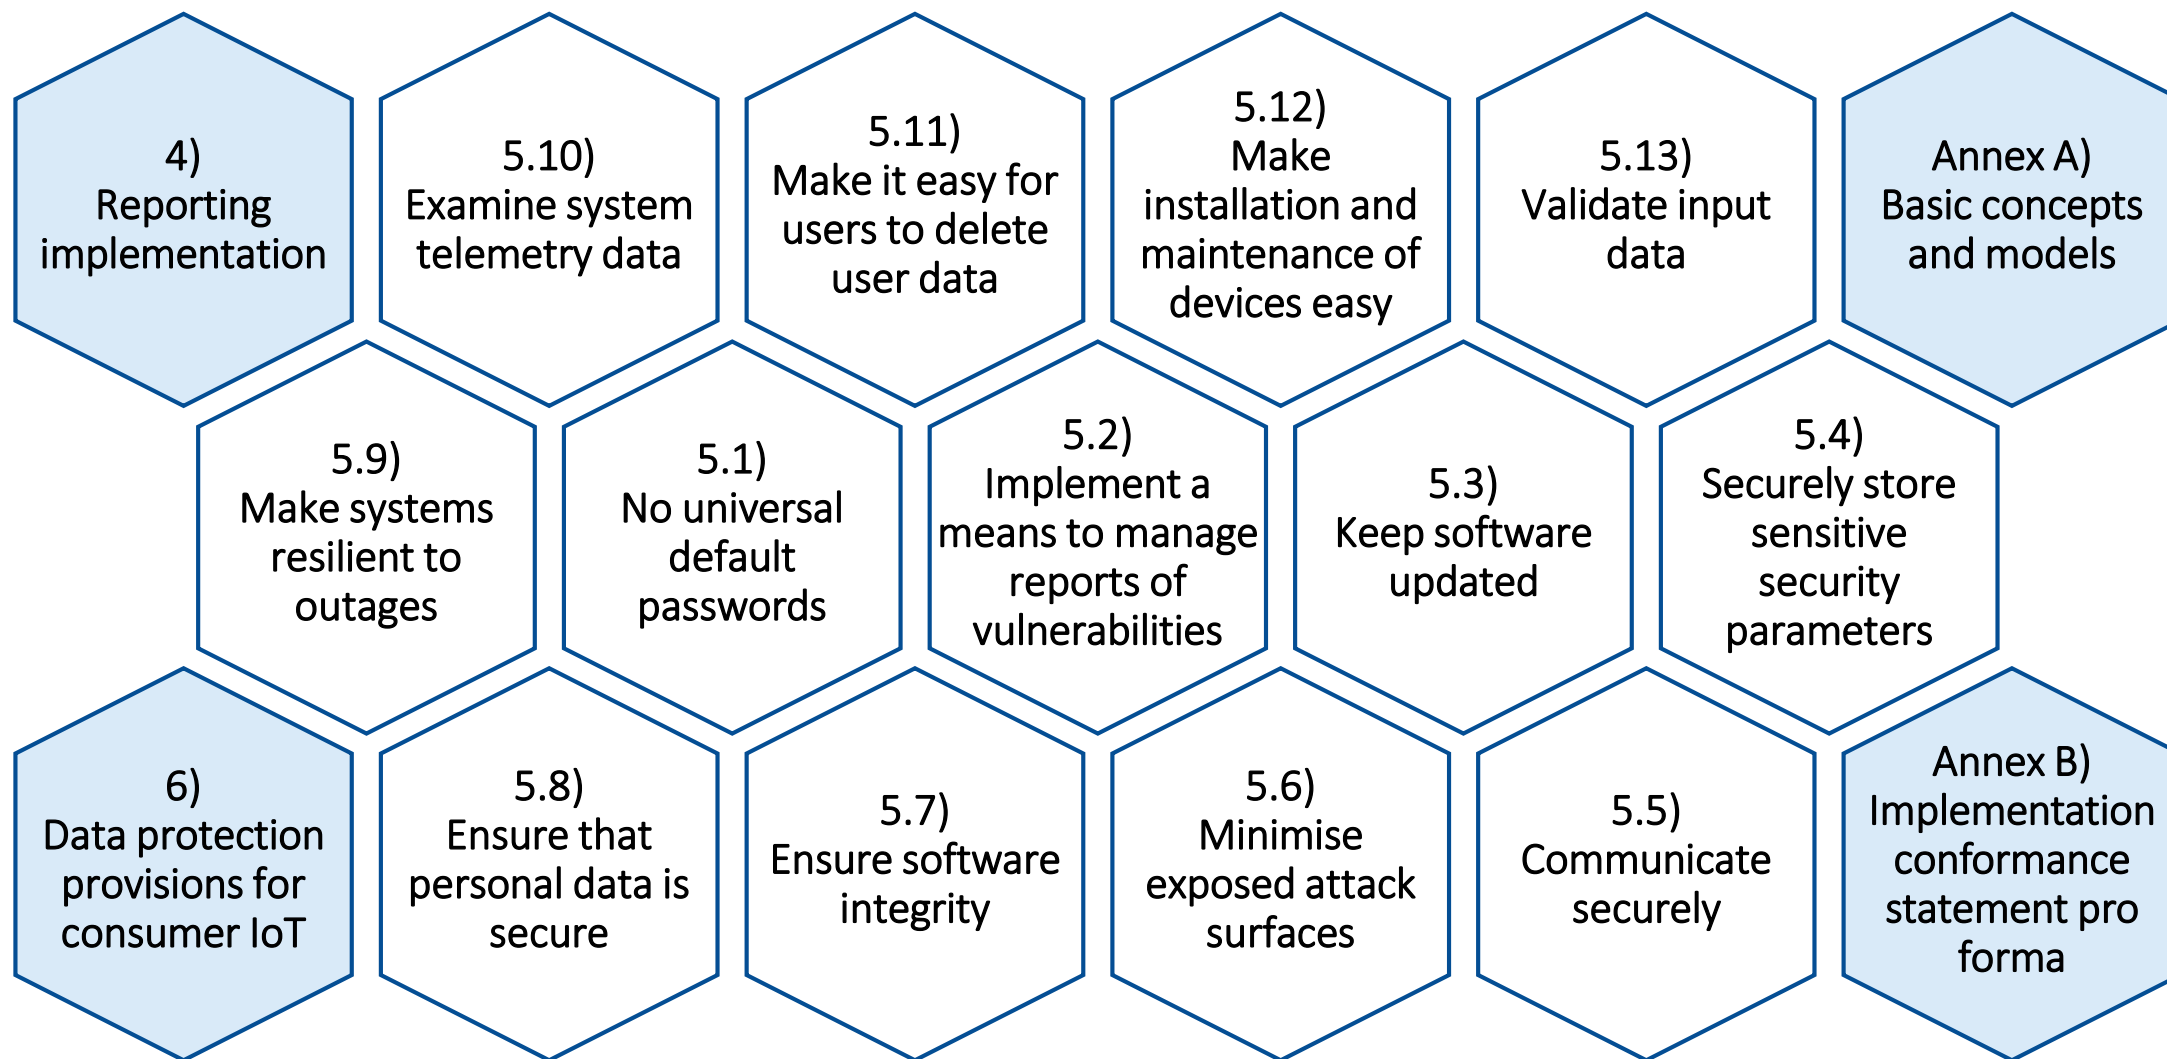 4)
Reporting
implementation
5.10)
Examine system
telemetry data
5.11)
Make it easy for
users to delete
user data
5.12)
Make
installation and
maintenance of
devices easy
5.13)
Validate input
data
Annex A)
Basic concepts
and models
5.9)
Make systems
resilient to
outages
5.1)
No universal
default
passwords
5.2)
Implement a
means to manage
reports of
vulnerabilities
5.3)
Keep software
updated
5.4)
Securely store
sensitive
security
parameters
6)
Data protection
provisions for
consumer IoT
5.8)
Ensure that
personal data is
secure
5.7)
Ensure software
integrity
5.6)
Minimise
exposed attack
surfaces
5.5)
Communicate
securely
Annex B)
Implementation
conformance
statement pro
forma